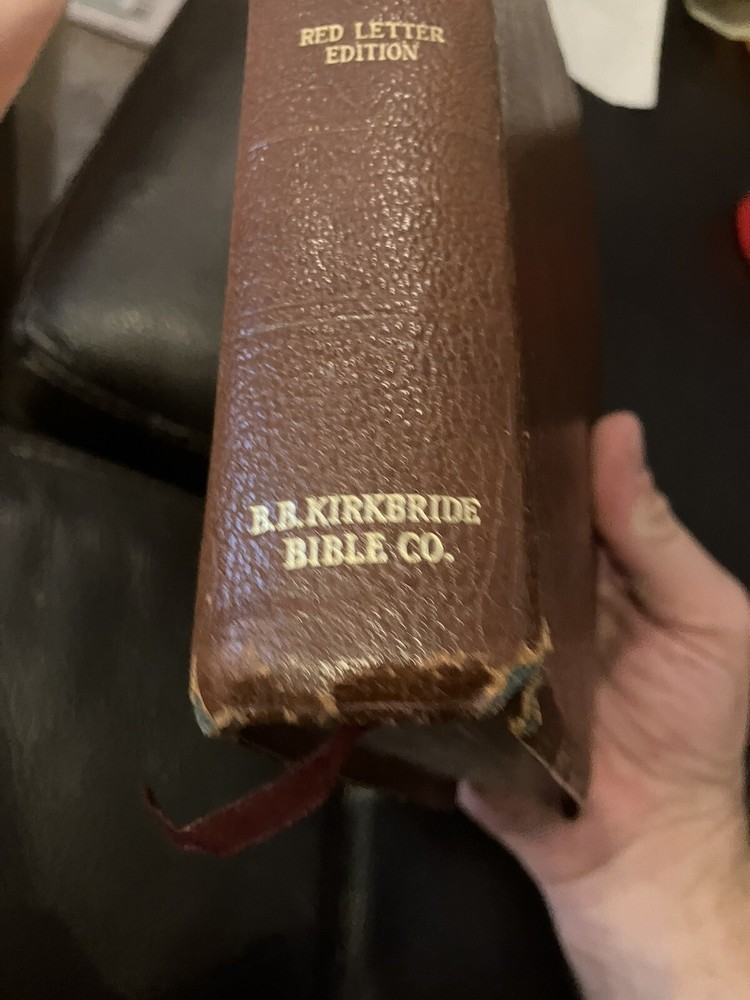 RED LETTER
EDITION
B.B.KIRKBRIDE
BIBLE CO.